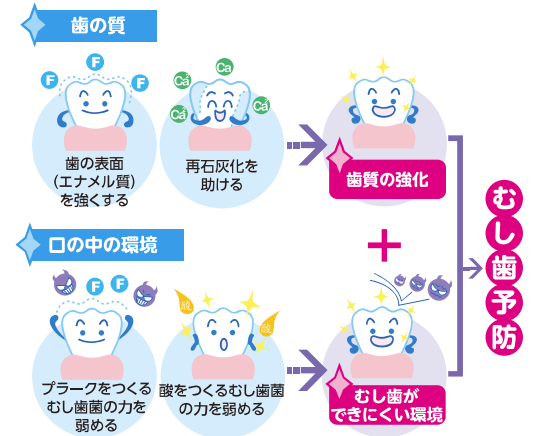 歯の質
F
F
F
歯の表面
（エナメル質）
を強くする
Ca
Ca
Ca
Ca
再石灰化を
助ける
歯質の強化
+
口の中の環境
F
F
プラークをつくる
むし歯菌の力を
弱める
酸
酸
酸をつくるむし歯菌
の力を弱める
むし歯が
できにくい環境
むし歯予防